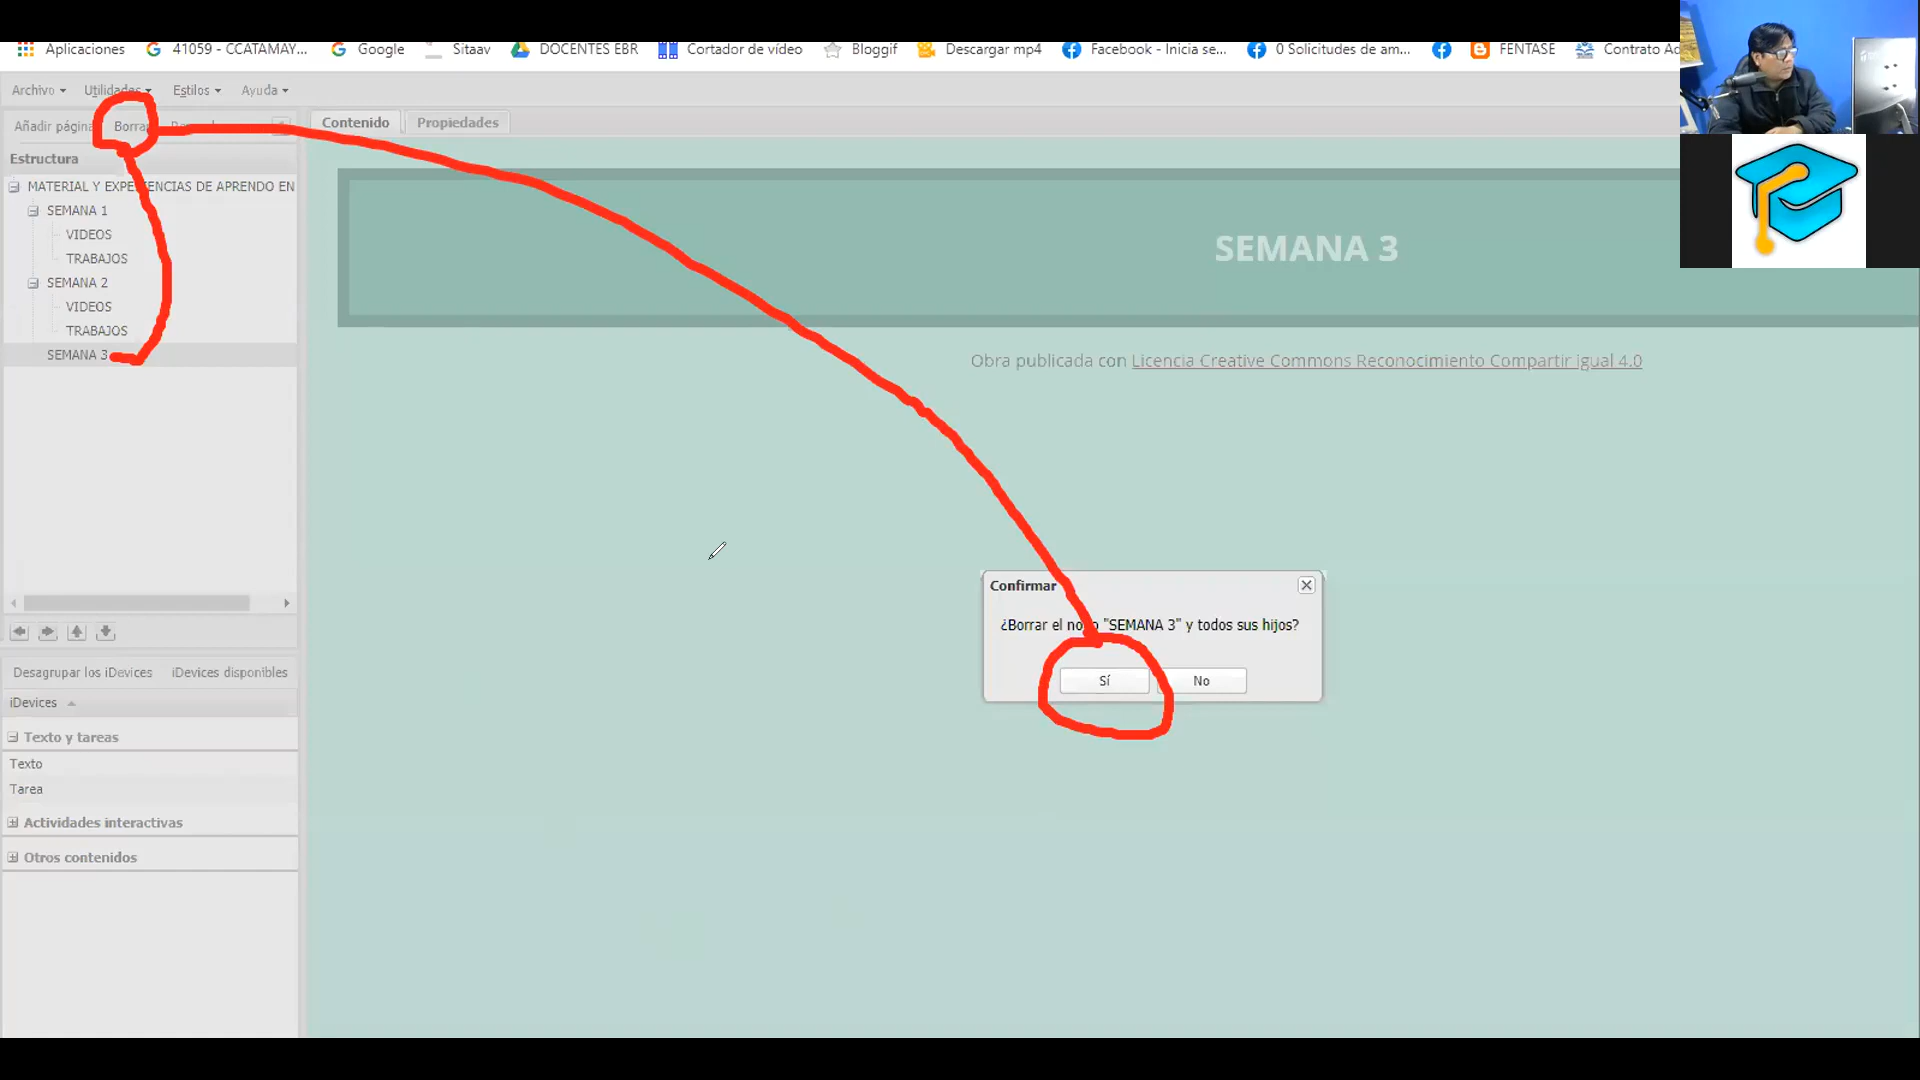 Aplicaciones 41059 - CCATAMAY... Google Sitaav DOCENTES EBR Cortador de vídeo Bloggif Descargar mp4 Facebook - Inicia se... 0 Solicitudes de am... FENTASE Contrato Ad
Archivo Utilidades Estilos Ayuda
Añadir página Borrar
Contenido Propiedades
Estructura
MATERIAL Y EXPERIENCIAS DE APRENDO EN
SEMANA 1
VIDEOS
TRABAJOS
SEMANA 2
VIDEOS
TRABAJOS
SEMANA 3
SEMANA 3
Obra publicada con Licencia Creative Commons Reconocimiento Compartir igual 4.0
Confirmar
¿Borrar el nodo "SEMANA 3" y todos sus hijos?
Sí No
Desagrupar los iDevices iDevices disponibles
iDevices
Texto y tareas
Texto
Tarea
Actividades interactivas
Otros contenidos